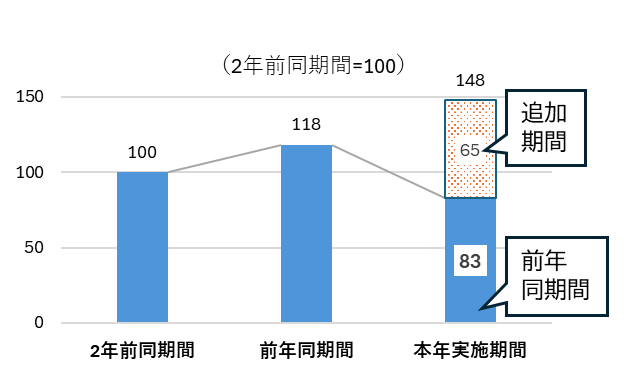 （2年前同期間=100）
148
150
追加
期間
118
100
65
100
前年
同期間
50
83
0
2年前同期間
前年同期間
本年実施期間